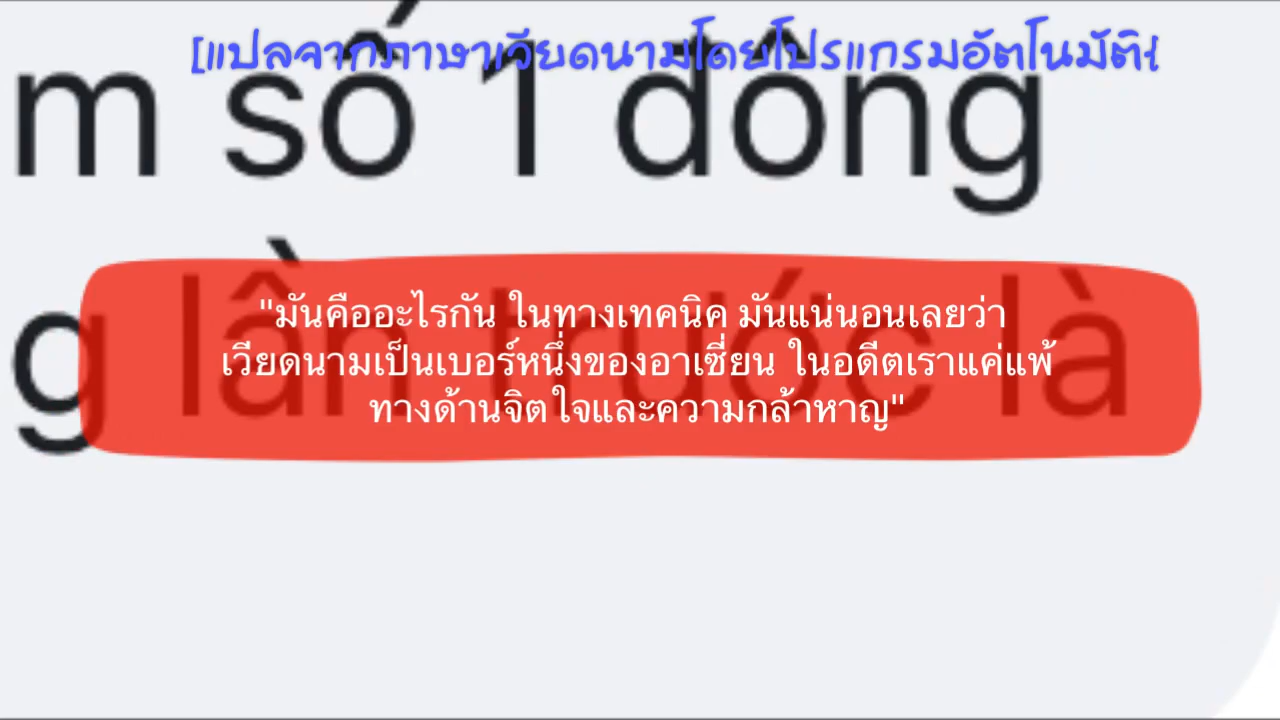 [แปลจากภาษาเวียดนามโดยโปรแกรมอัตโนมัติ{
m số 1 đông
g lần trước là
"มันคืออะไรกัน ในทางเทคนิค มันแน่นอนเลยว่า
เวียดนามเป็นเบอร์หนึ่งของอาเซี่ยน ในอดีตเราแค่แพ้
ทางด้านจิตใจและความกล้าหาญ"